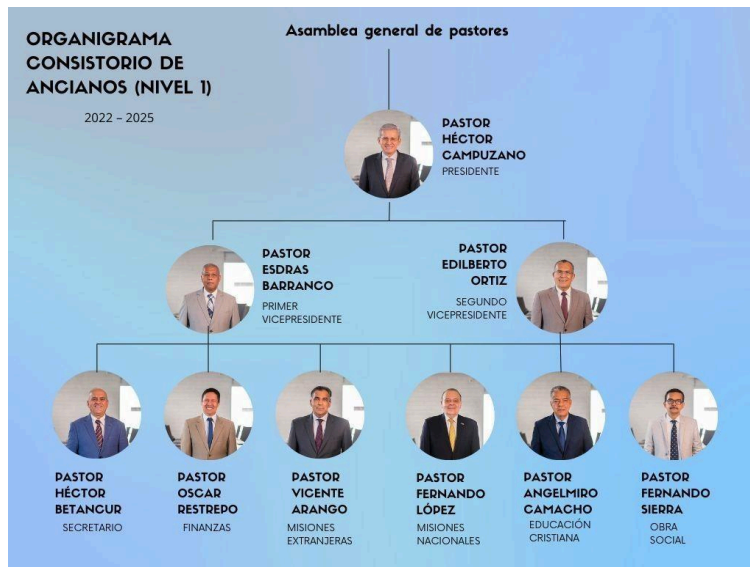 ORGANIGRAMA
CONSISTORIO DE
ANCIANOS (NIVEL 1)
2022 – 2025
Asamblea general de pastores
PASTOR
HÉCTOR
CAMPUZANO
PRESIDENTE
PASTOR
ESDRAS
BARRANCO
PRIMER
VICEPRESIDENTE
PASTOR
EDILBERTO
ORTIZ
SEGUNDO
VICEPRESIDENTE
PASTOR
HÉCTOR
BETANCUR
SECRETARIO
PASTOR
OSCAR
RESTREPO
FINANZAS
PASTOR
VICENTE
ARANGO
MISIONES
EXTRANJERAS
PASTOR
FERNANDO
LÓPEZ
MISIONES
NACIONALES
PASTOR
ANGELMIRO
CAMACHO
EDUCACIÓN
CRISTIANA
PASTOR
FERNANDO
SIERRA
OBRA
SOCIAL